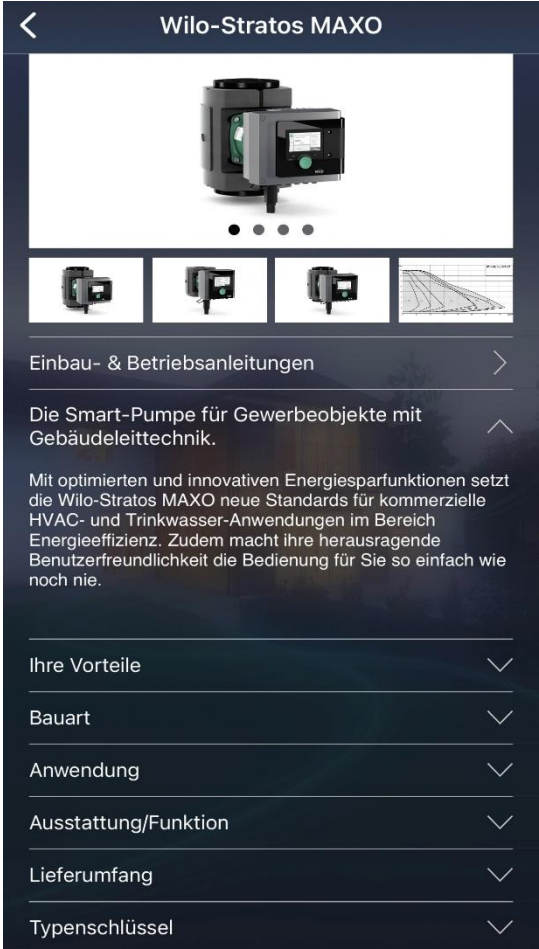 Wilo-Stratos MAXO
Einbau- & Betriebsanleitungen
Die Smart-Pumpe für Gewerbeobjekte mit
Gebäudeleittechnik.
Mit optimierten und innovativen Energiesparfunktionen setzt
die Wilo-Stratos MAXO neue Standards für kommerzielle
HVAC- und Trinkwasser-Anwendungen im Bereich
Energieeffizienz. Zudem macht ihre herausragende
Benutzerfreundlichkeit die Bedienung für Sie so einfach wie
noch nie.
Ihre Vorteile
Bauart
Anwendung
Ausstattung/Funktion
Lieferumfang
Typenschlüssel